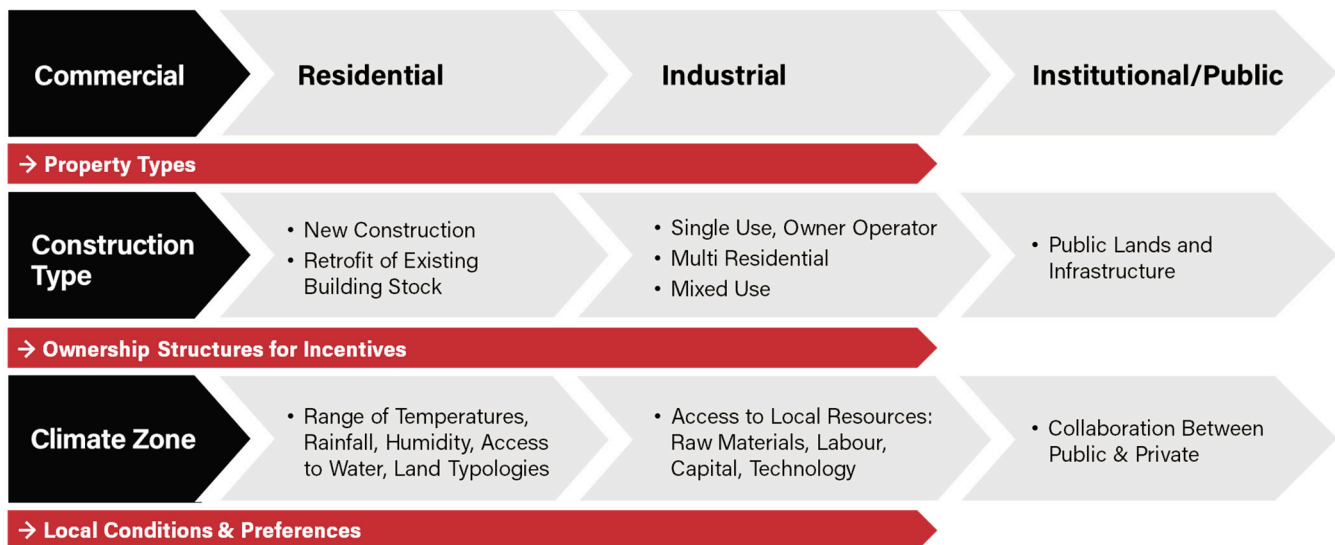 Commercial
Residential
Industrial
Institutional/Public
→ Property Types
Construction
Type
• New Construction
• Retrofit of Existing
Building Stock
• Single Use, Owner Operator
• Multi Residential
• Mixed Use
• Public Lands and
Infrastructure
→ Ownership Structures for Incentives
Climate Zone
• Range of Temperatures,
Rainfall, Humidity, Access
to Water, Land Typologies
• Access to Local Resources:
Raw Materials, Labour,
Capital, Technology
• Collaboration Between
Public & Private
→ Local Conditions & Preferences